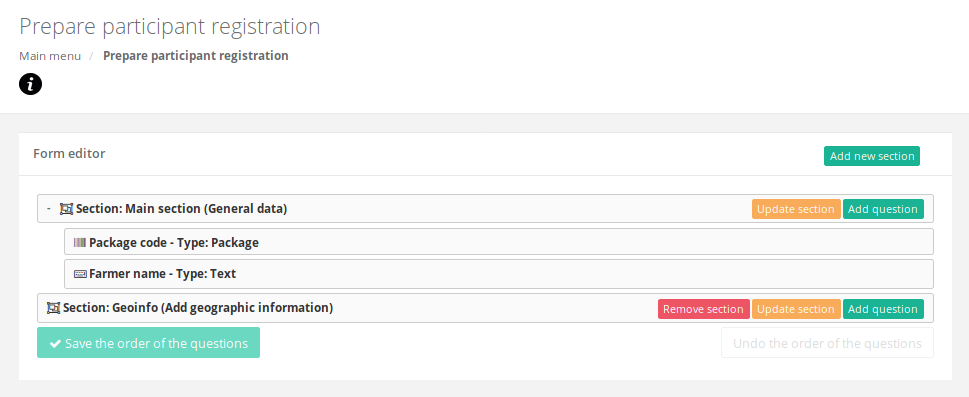 Prepare participant registration
Main menu / Prepare participant registration
i
Form editor
Add new section
- Section: Main section (General data)
Update section
Add question
Package code - Type: Package
Farmer name - Type: Text
Section: Geoinfo (Add geographic information)
Remove section
Update section
Add question
Save the order of the questions
Undo the order of the questions